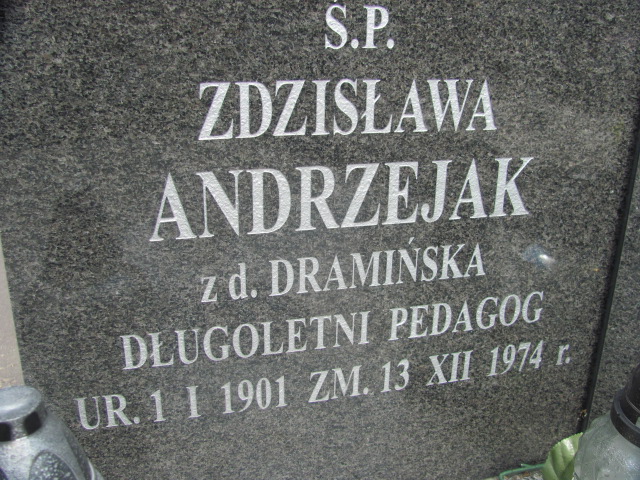 Ś.P.
ZDZISŁAWA
ANDRZEJAK
z d. DRAMIŃSKA
DŁUGOLETNI PEDAGOG
UR. 1 I 1901 ZM. 13 XII 1974 r.